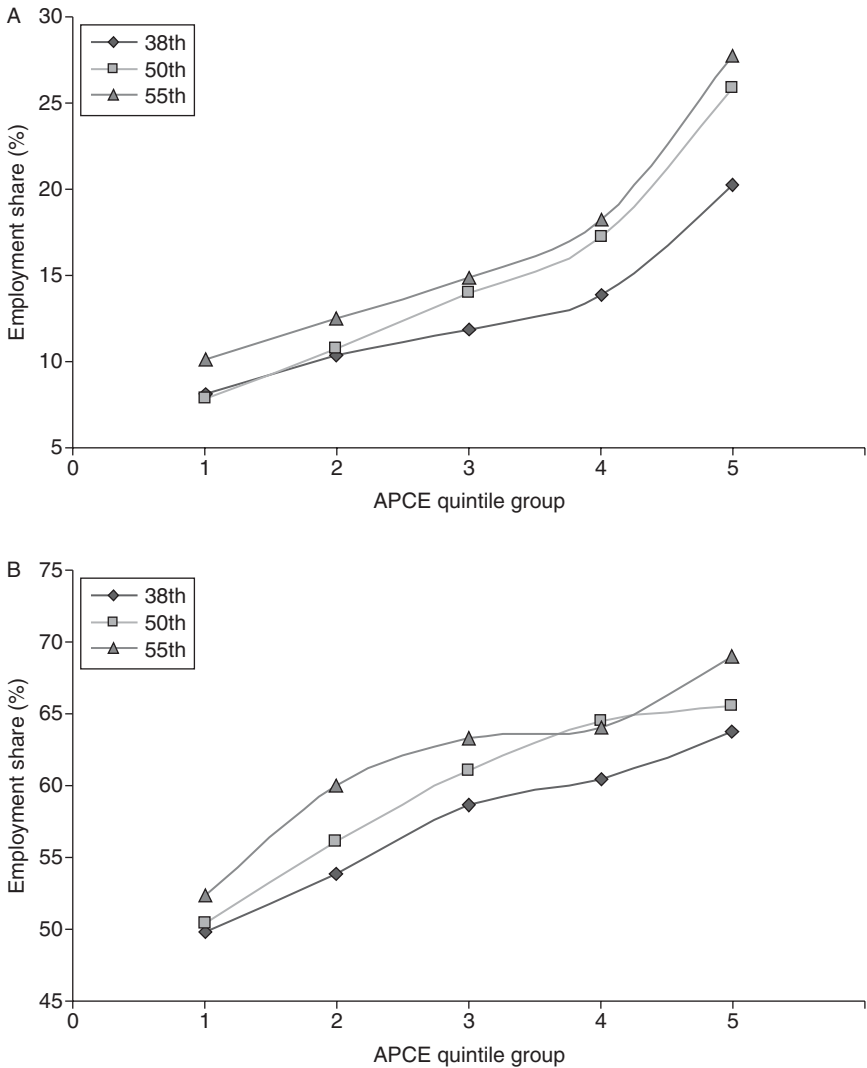 A
38th
50th
55th
Employment share (%)
30
25
20
15
10
5
0 1 2 3 4 5
APCE quintile group
B
38th
50th
55th
Employment share (%)
75
70
65
60
55
50
45
0 1 2 3 4 5
APCE quintile group